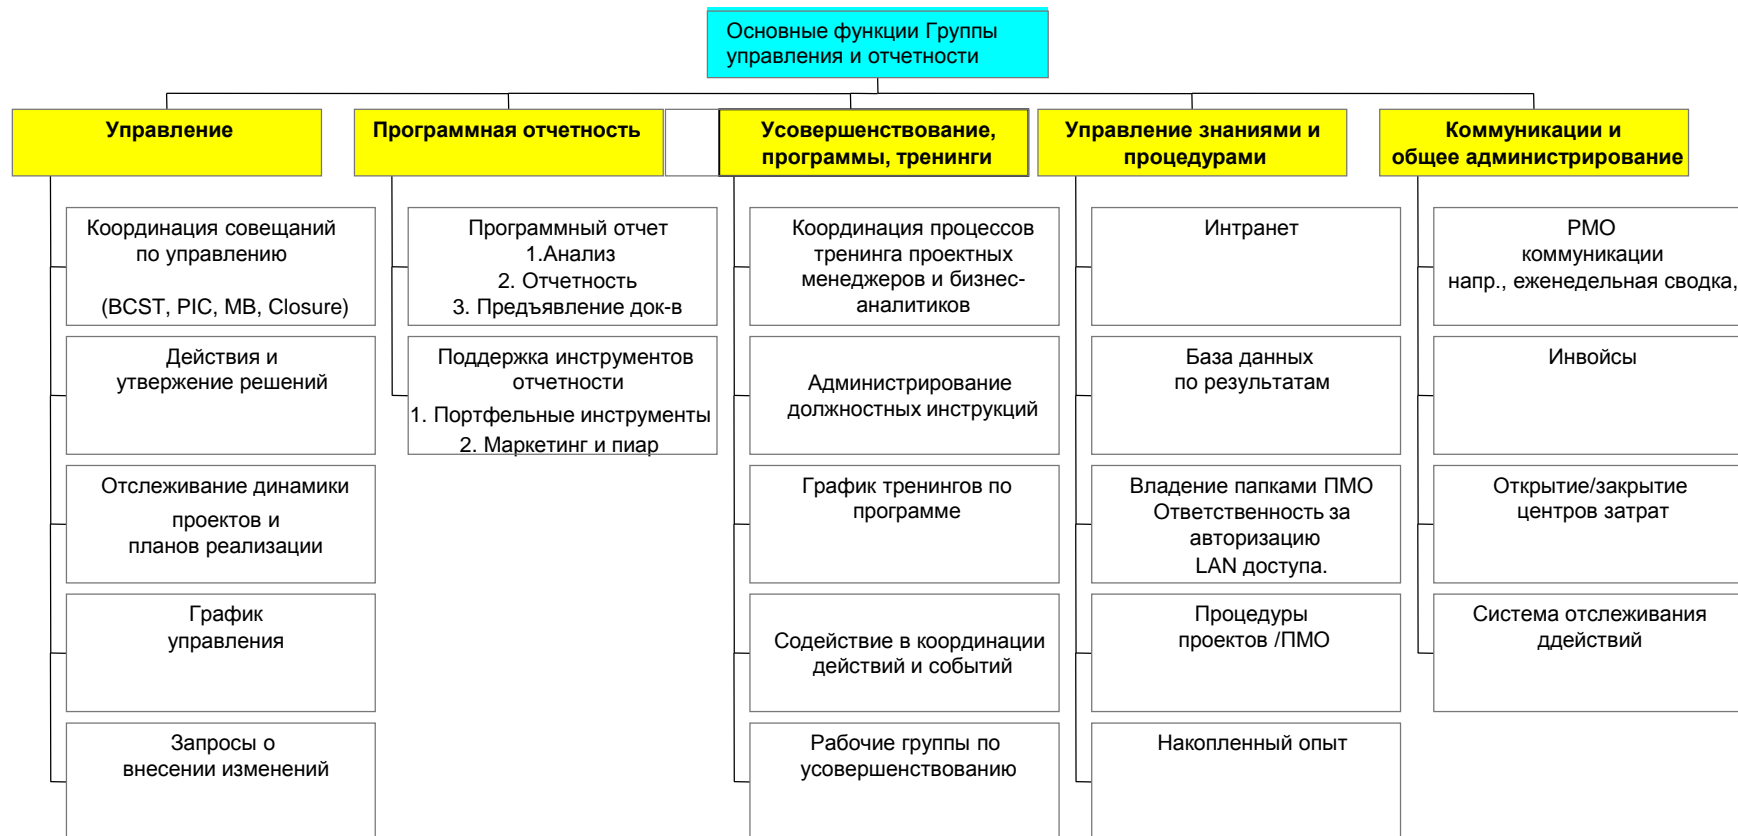 Основные функции Группы
управления и отчетности
Управление
Программная отчетность
Усовершенствование,
программы, тренинги
Управление знаниями и
процедурами
Коммуникации и
общее администрирование
Координация совещаний
по управлению
(BCST, PIC, MB, Closure)
Действия и
утвержение решений
Отслеживание динамики
проектов и
планов реализации
График
управления
Запросы о
внесении изменений
Программный отчет
1.Анализ
2. Отчетность
3. Предъявление док-в
Поддержка инструментов
отчетности
1. Портфельные инструменты
2. Маркетинг и пиар
Координация процессов
тренинга проектных
менеджеров и бизнес-
аналитиков
Администрирование
должностных инструкций
График тренингов по
программе
Содействие в координации
действий и событий
Рабочие группы по
усовершенствованию
Интранет
База данных
по результатам
Владение папками ПМО
Ответственность за
авторизацию
LAN доступа.
Процедуры
проектов /ПМО
Накопленный опыт
РМО
коммуникации
напр., еженедельная сводка,
Инвойсы
Открытие/закрытие
центров затрат
Система отслеживания
ддействий